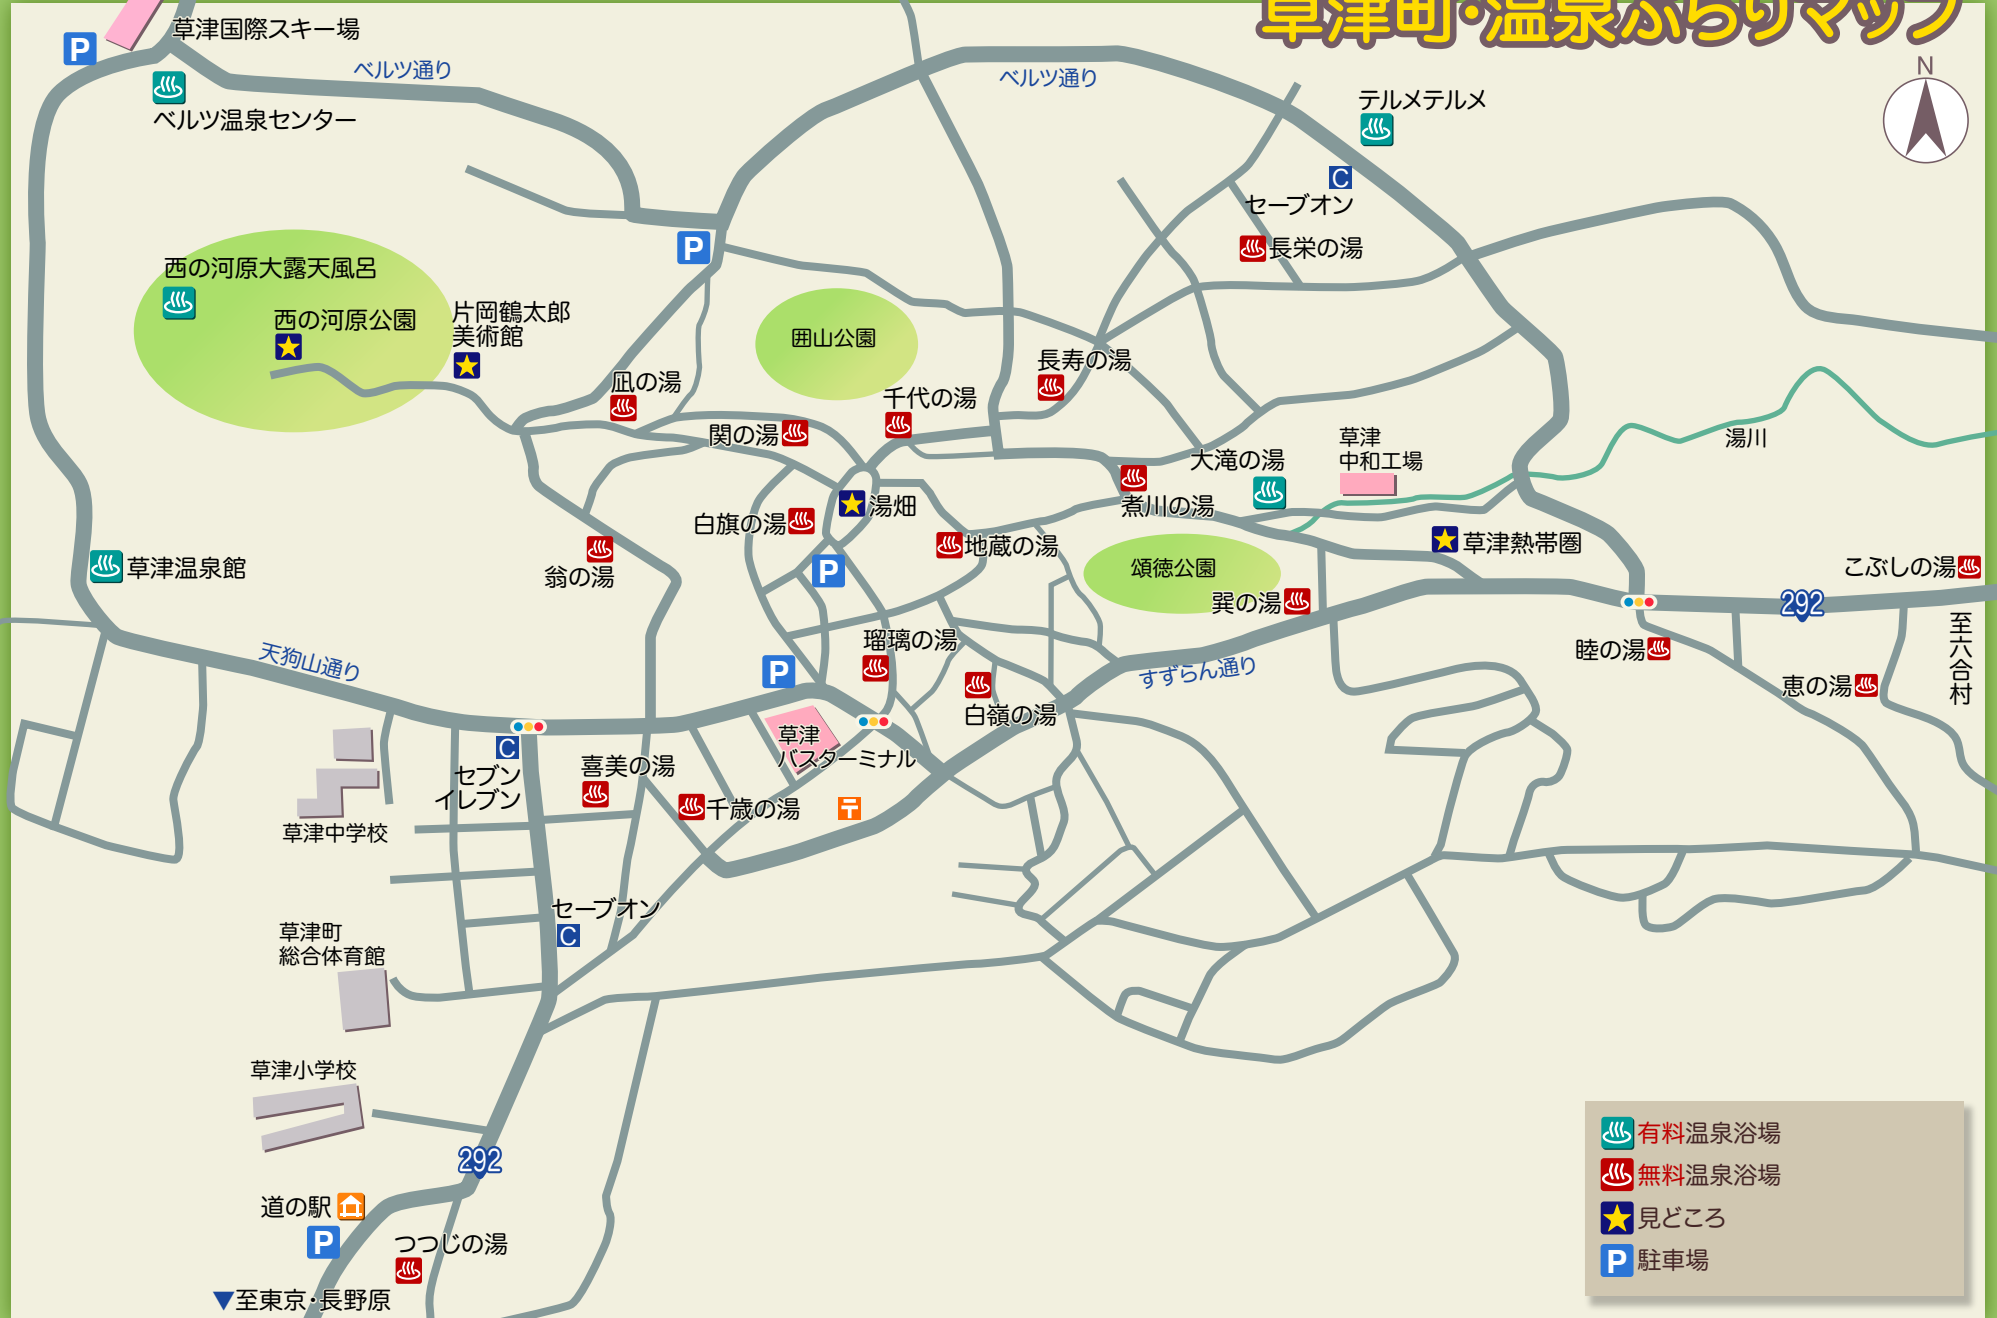 草津町・温泉ぶらりマップ
N
草津国際スキー場
P
ベルツ通り
ベルツ温泉センター
ベルツ通り
テルメテルメ
C
セーブオン
長栄の湯
P
西の河原大露天風呂
西の河原公園
片岡鶴太郎
美術館
囲山公園
凪の湯
長寿の湯
千代の湯
関の湯
草津
中和工場
湯川
大滝の湯
煮川の湯
湯畑
白旗の湯
地蔵の湯
草津熱帯圏
翁の湯
P
頌徳公園
巽の湯
こぶしの湯
292
至六合村
草津温泉館
瑠璃の湯
睦の湯
天狗山通り
P
すずらん通り
恵の湯
白嶺の湯
草津
バスターミナル
C
セブン
イレブン
喜美の湯
千歳の湯
〒
草津中学校
セーブオン
C
草津町
総合体育館
草津小学校
292
道の駅
P
つつじの湯
▼至東京・長野原
有料温泉浴場
無料温泉浴場
見どころ
P 駐車場